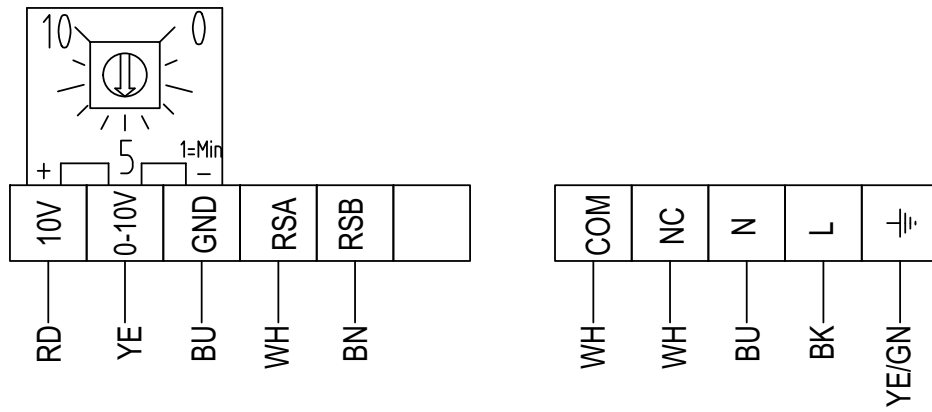 10 0
5 1=Min
+ -
10V 0-10V GND RSA RSB
COM NC N L
RD YE BU WH BN
WH WH BU BK YE/GN